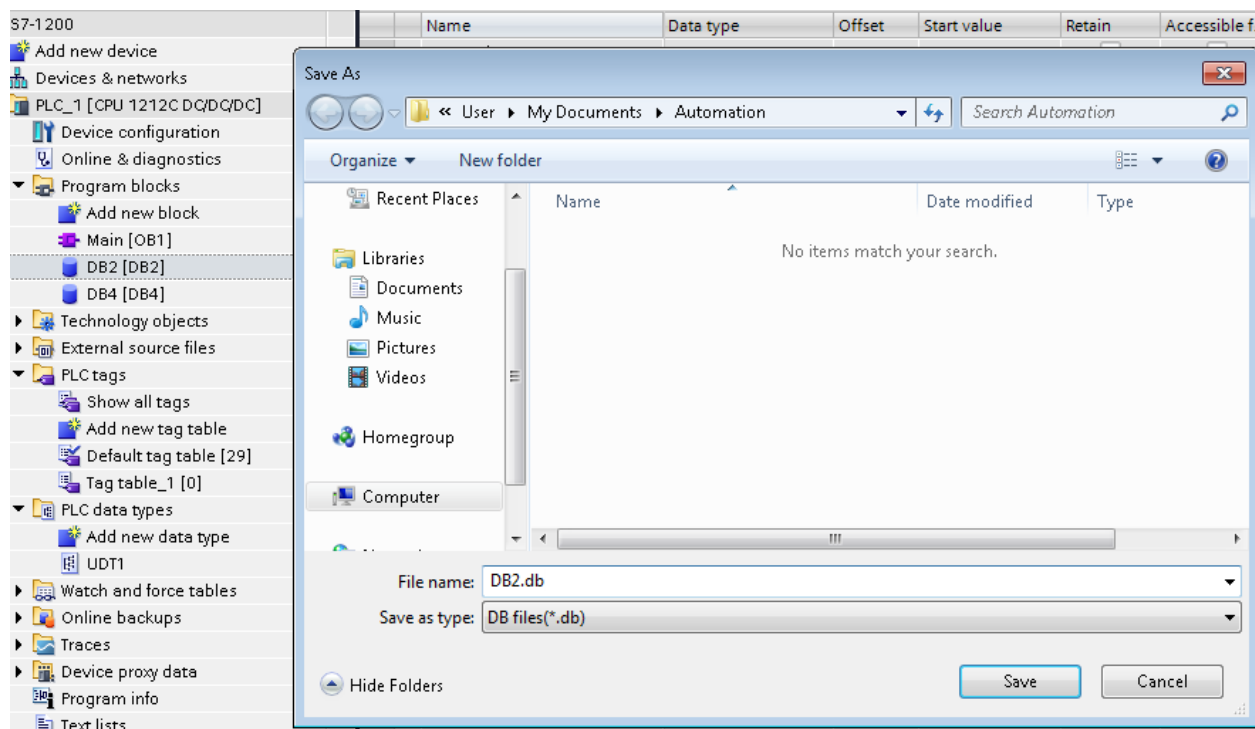 S7-1200
Add new device
Devices & networks
PLC_1 [CPU 1212C DC/DC/DC]
Device configuration
Online & diagnostics
Program blocks
Add new block
Main [OB1]
DB2 [DB2]
DB4 [DB4]
Technology objects
External source files
PLC tags
Show all tags
Add new tag table
Default tag table [29]
Tag table_1 [0]
PLC data types
Add new data type
UDT1
Watch and force tables
Online backups
Traces
Device proxy data
Program info
Text lists
Name Data type Offset Start value Retain Accessible f
Save As
« User My Documents Automation Search Automation
Organize New folder
Recent Places
Libraries
Documents
Music
Pictures
Videos
Homegroup
Computer
Name Date modified Type
No items match your search.
File name: DB2.db
Save as type: DB files(*.db)
Hide Folders Save Cancel